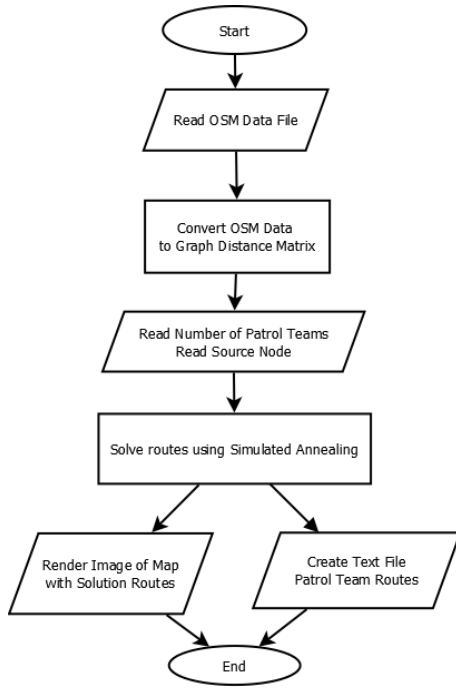 Start
Read OSM Data File
Convert OSM Data
to Graph Distance Matrix
Read Number of Patrol Teams
Read Source Node
Solve routes using Simulated Annealing
Render Image of Map
with Solution Routes
Create Text File
Patrol Team Routes
End